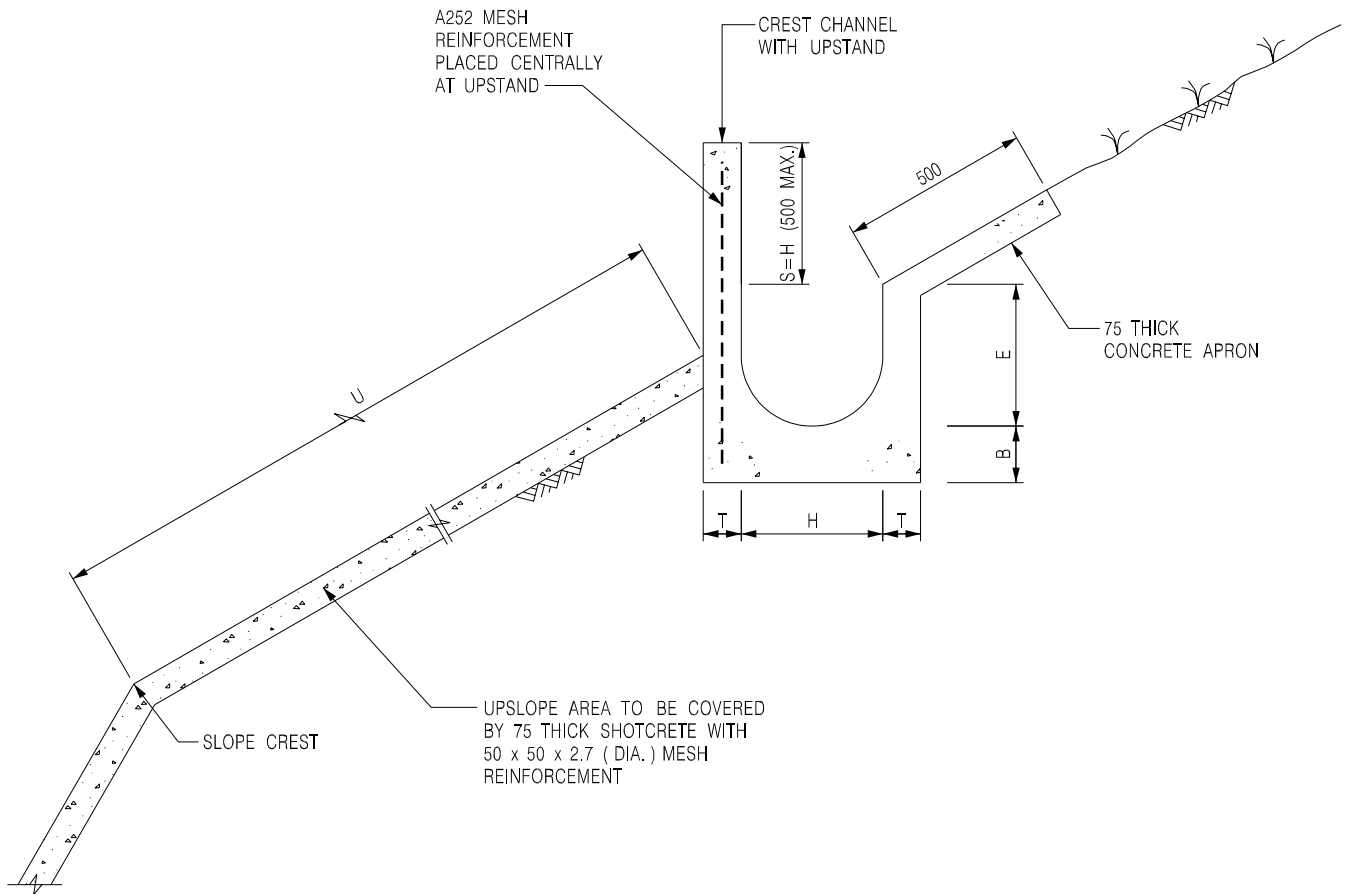 A252 MESH
REINFORCEMENT
PLACED CENTRALLY
AT UPSTAND
CREST CHANNEL
WITH UPSTAND
S=H (500 MAX.)
500
75 THICK
CONCRETE APRON
E
B
T
H
T
U
SLOPE CREST
UPSLOPE AREA TO BE COVERED
BY 75 THICK SHOTCRETE WITH
50 x 50 x 2.7 ( DIA. ) MESH
REINFORCEMENT